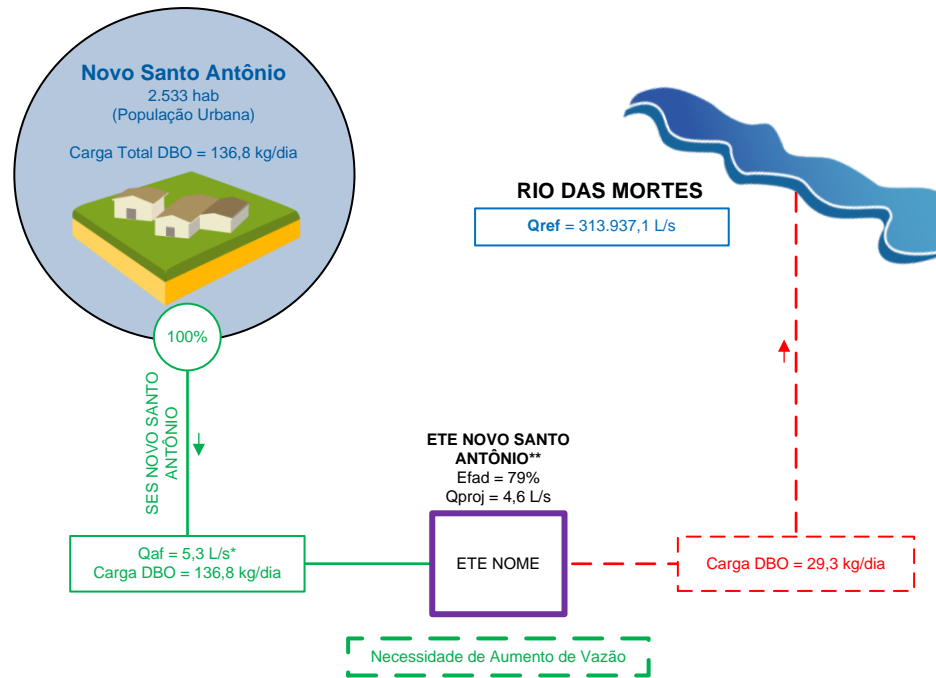 Novo Santo Antônio
2.533 hab
(População Urbana)
Carga Total DBO = 136,8 kg/dia
100%
SES NOVO SANTO
ANTÔNIO
Qaf = 5,3 L/s*
Carga DBO = 136,8 kg/dia
ETE NOVO SANTO
ANTÔNIO**
Efad = 79%
Qproj = 4,6 L/s
ETE NOME
Necessidade de Aumento de Vazão
RIO DAS MORTES
Qref = 313.937,1 L/s
Carga DBO = 29,3 kg/dia